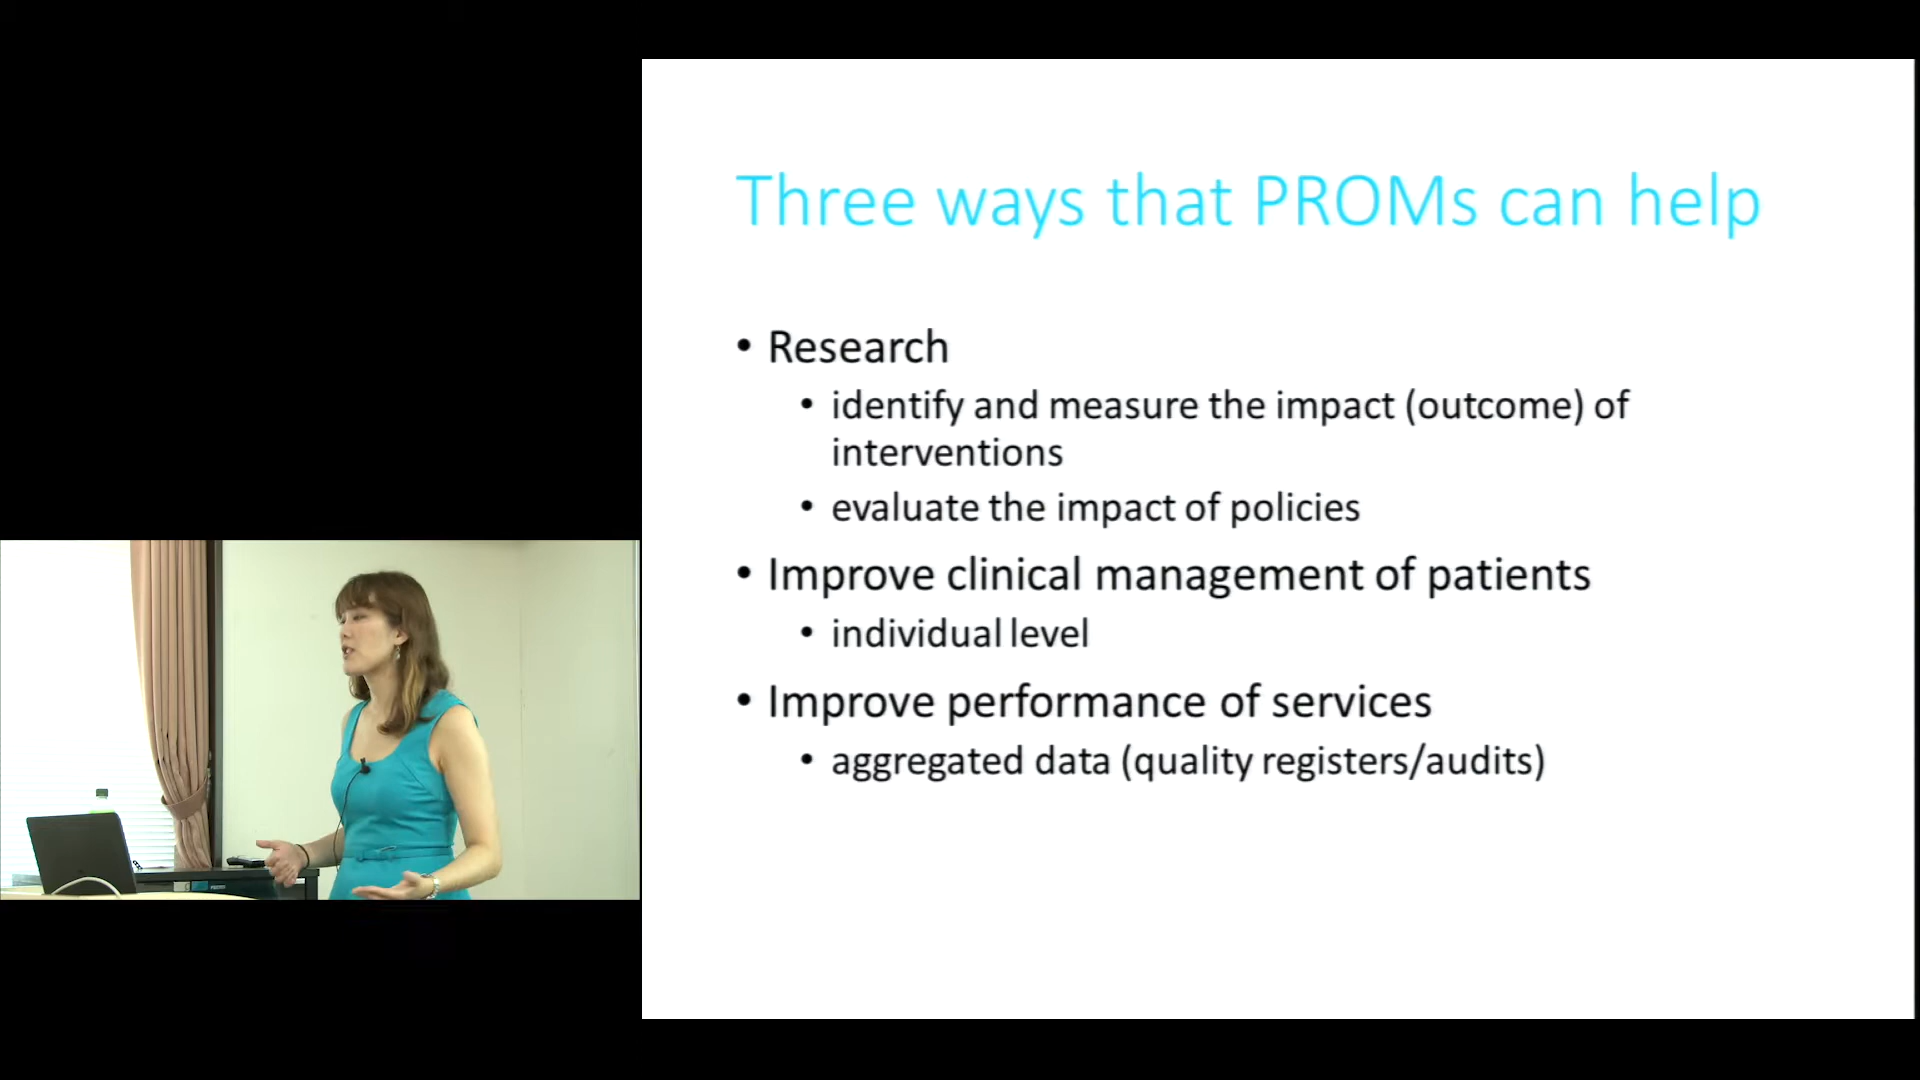 Three ways that PROMs can help
• Research
• identify and measure the impact (outcome) of
interventions
• evaluate the impact of policies
• Improve clinical management of patients
• individual level
• Improve performance of services
• aggregated data (quality registers/audits)